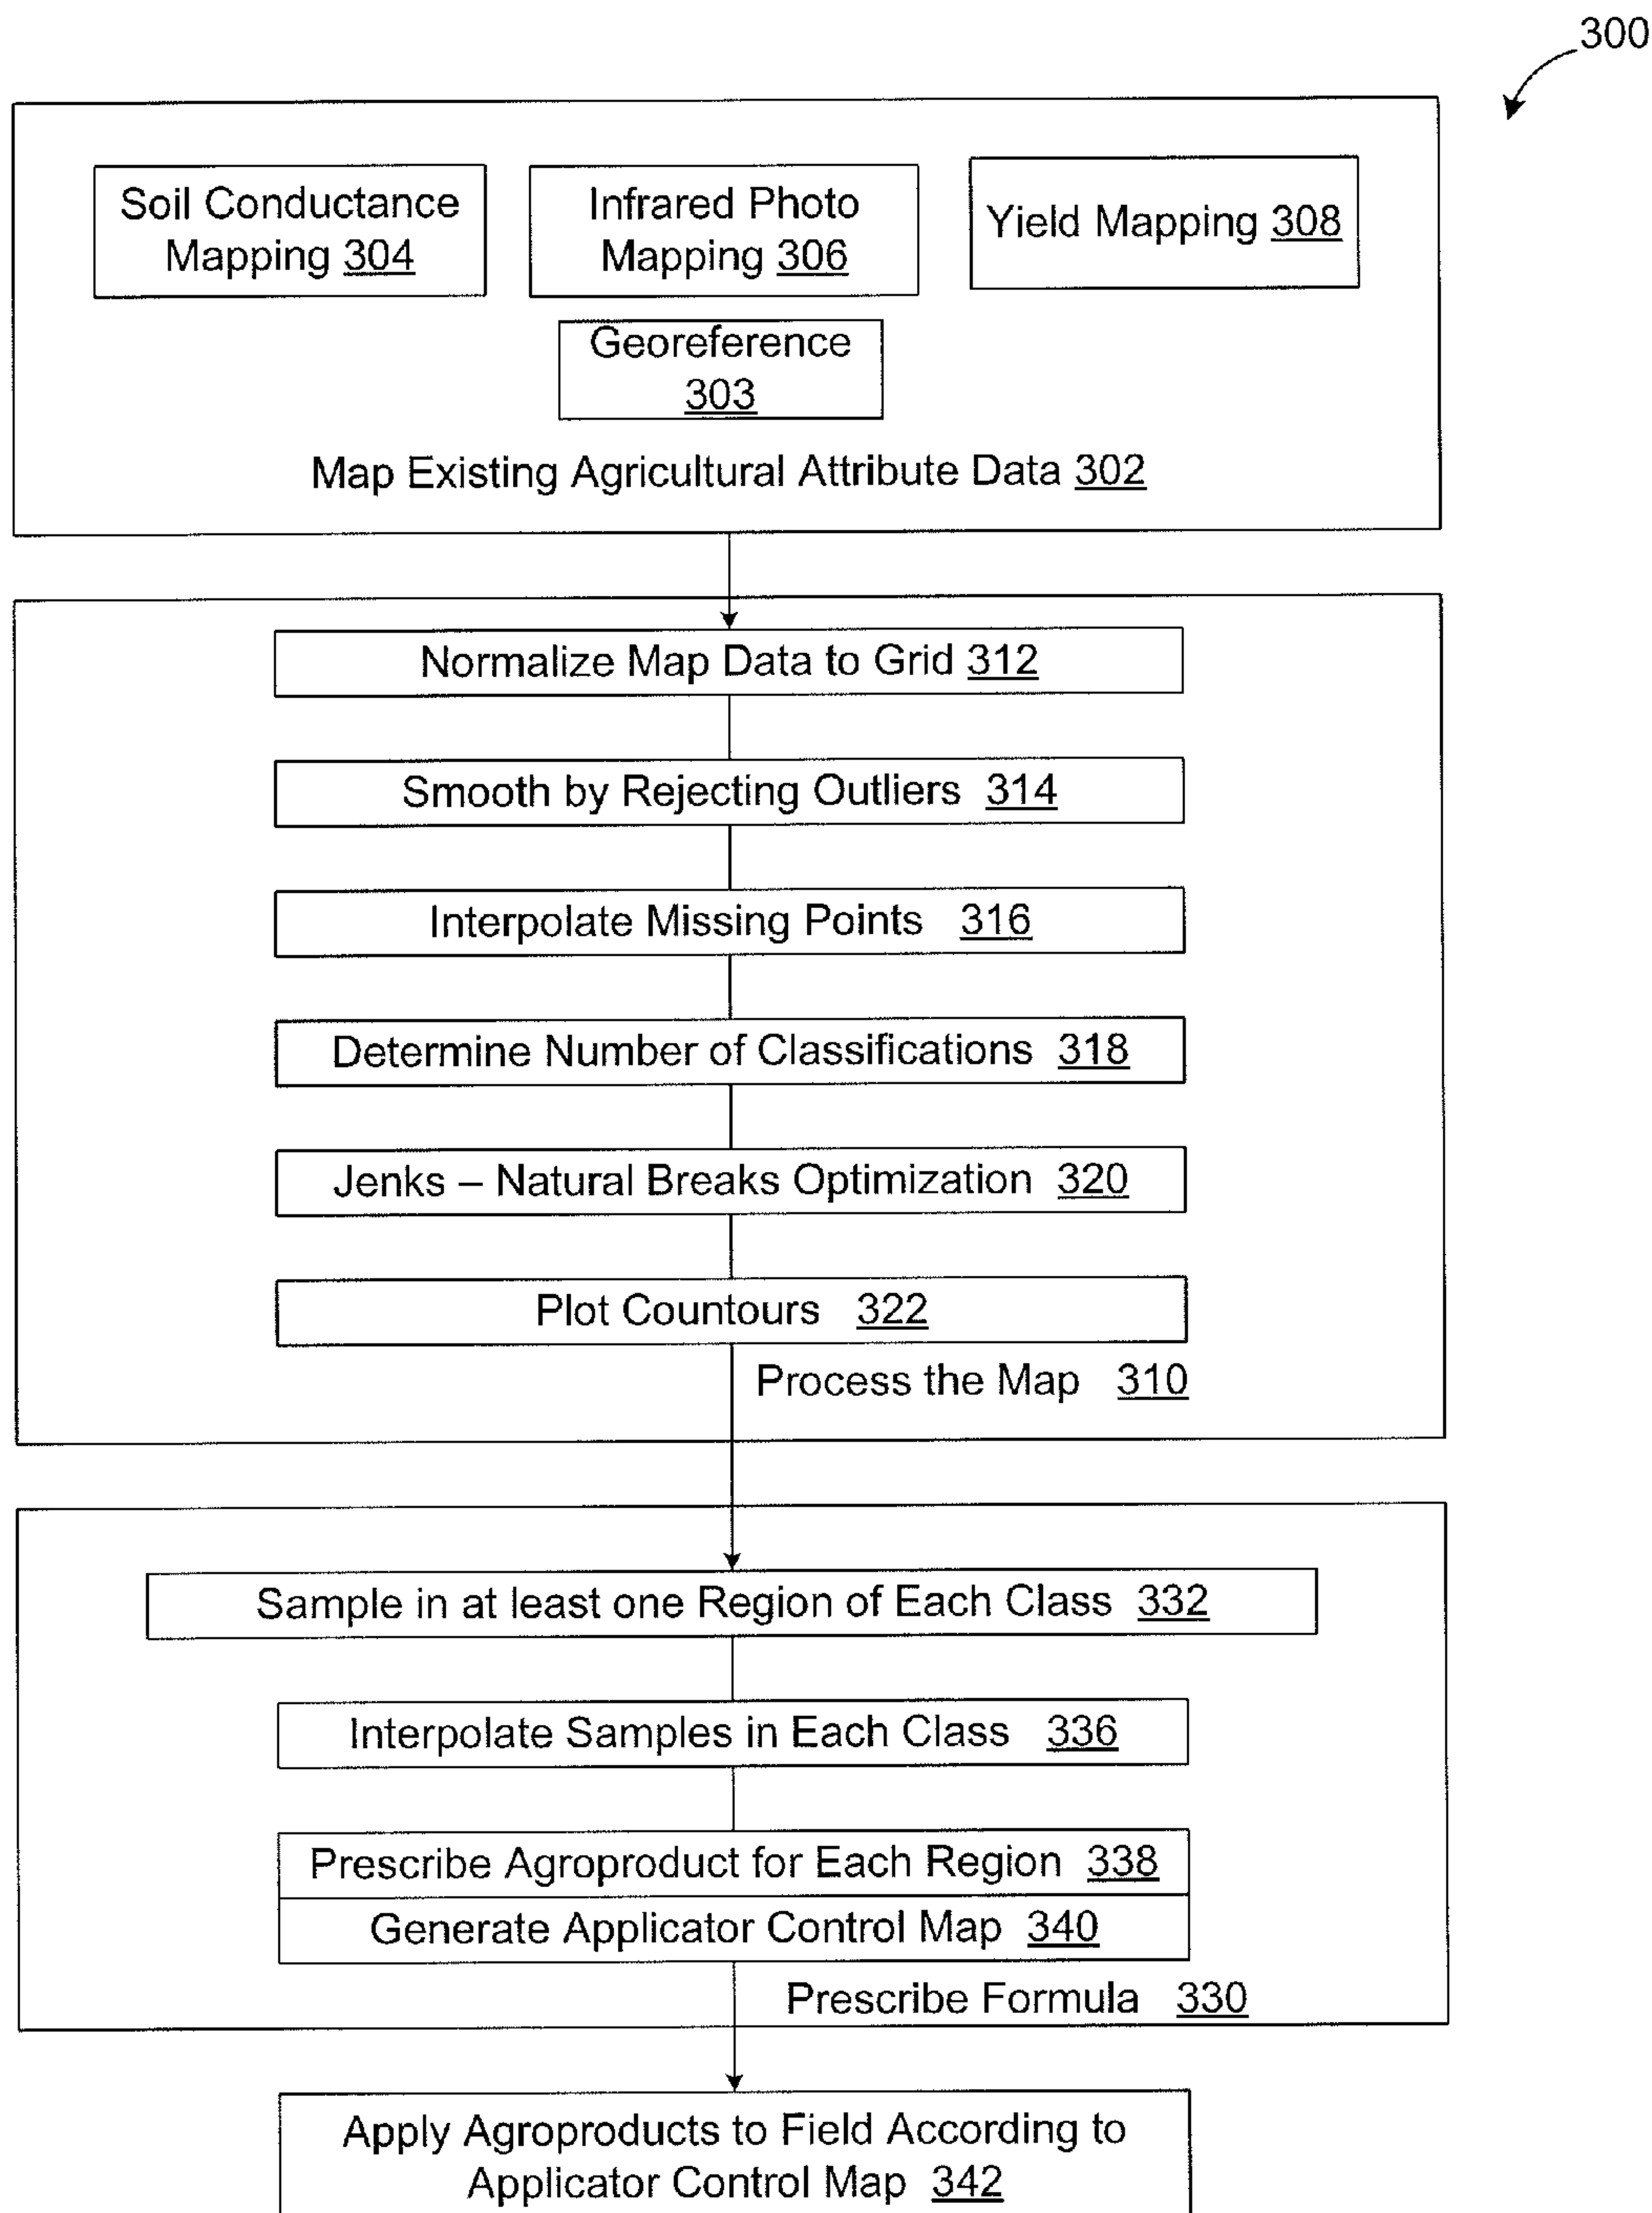 300
Soil Conductance
Mapping 304
Infrared Photo
Mapping 306
Yield Mapping 308
Georeference
303
Map Existing Agricultural Attribute Data 302
Normalize Map Data to Grid 312
Smooth by Rejecting Outliers 314
Interpolate Missing Points 316
Determine Number of Classifications 318
Jenks – Natural Breaks Optimization 320
Plot Countours 322
Process the Map 310
Sample in at least one Region of Each Class 332
Interpolate Samples in Each Class 336
Prescribe Agroproduct for Each Region 338
Generate Applicator Control Map 340
Prescribe Formula 330
Apply Agroproducts to Field According to
Applicator Control Map 342